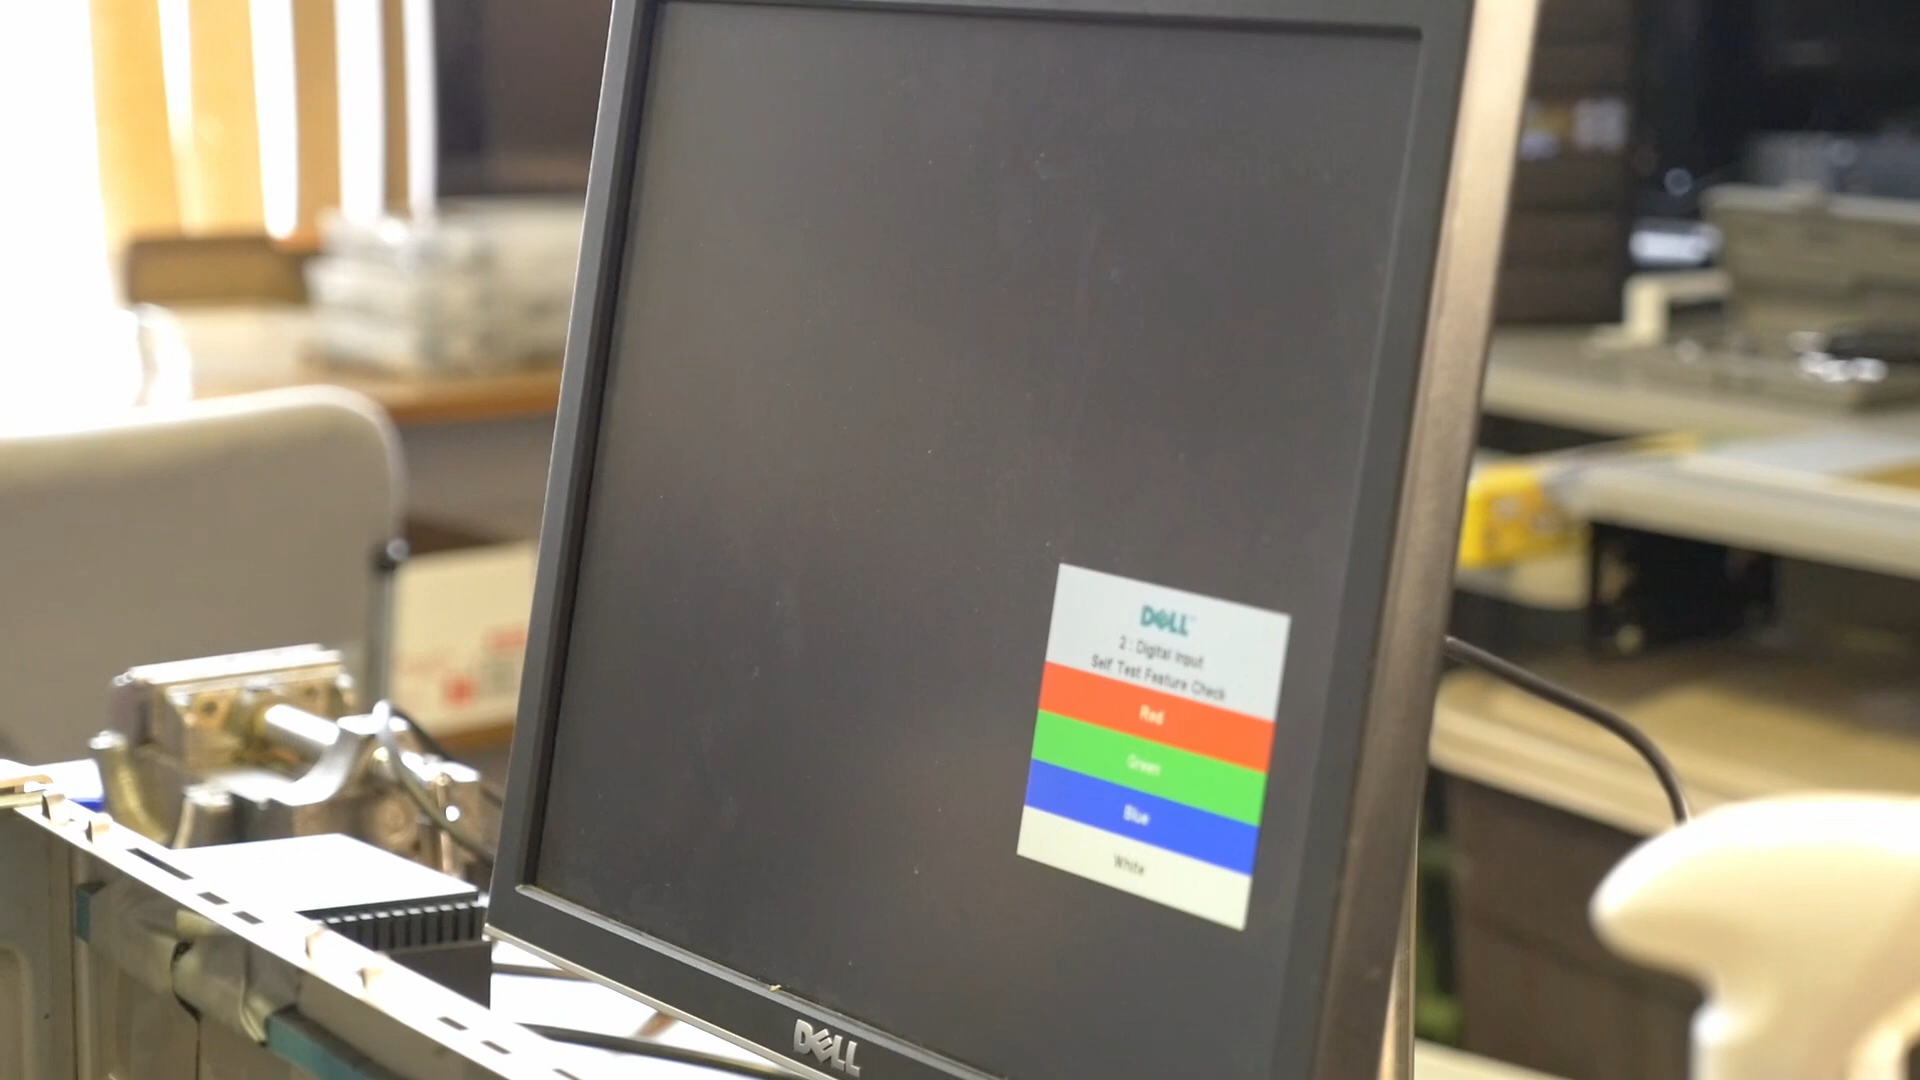 DELL
2 : Digital Input
Self Test Feature Check
Red
Green
Blue
White
DELL